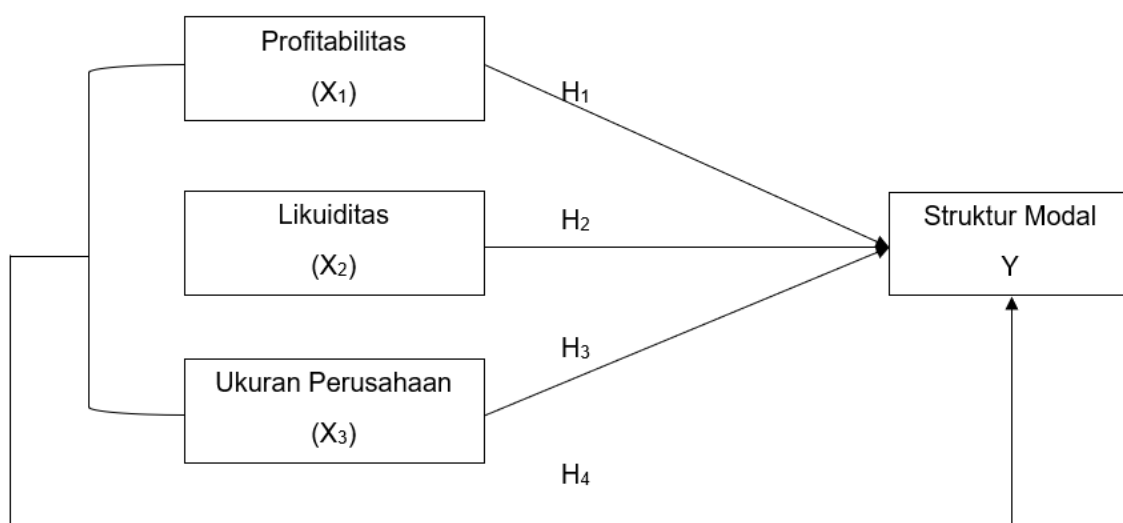 Profitabilitas
(X₁)
H₁
Likuiditas
(X₂)
H₂
Struktur Modal
Y
H₃
Ukuran Perusahaan
(X₃)
H₄